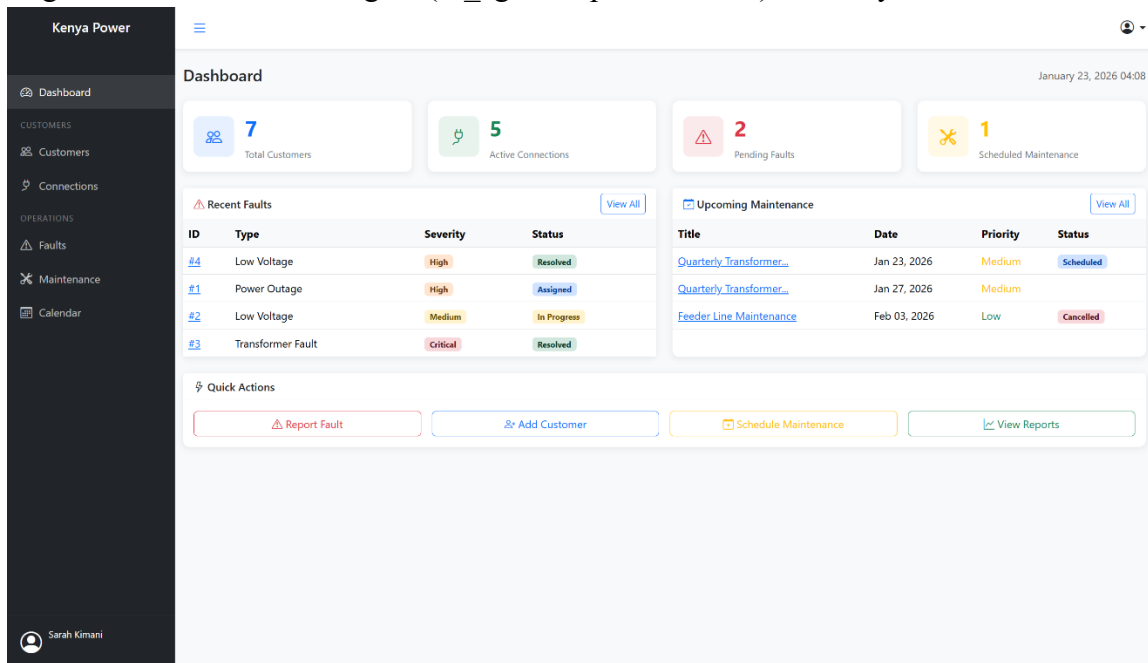 Kenya Power
Dashboard
CUSTOMERS
Customers
Connections
OPERATIONS
Faults
Maintenance
Calendar
Sarah Kimani
Dashboard
January 23, 2026 04:08
7
Total Customers
5
Active Connections
2
Pending Faults
1
Scheduled Maintenance
Recent Faults View All
ID Type Severity Status
#4 Low Voltage High Resolved
#1 Power Outage High Assigned
#2 Low Voltage Medium In Progress
#3 Transformer Fault Critical Resolved
Upcoming Maintenance View All
Title Date Priority Status
Quarterly Transformer... Jan 23, 2026 Medium Scheduled
Quarterly Transformer... Jan 27, 2026 Medium
Feeder Line Maintenance Feb 03, 2026 Low Cancelled
Quick Actions
Report Fault
Add Customer
Schedule Maintenance
View Reports